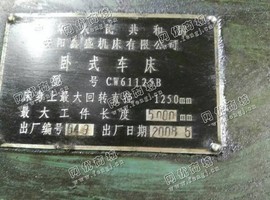 民共和
阳鑫盛机床有限公司
卧式车床
型 号 CW61125B
床身上最大回转直径 1250mm
最大工件长度 5000mm
出厂编号 出厂日期 2008 5